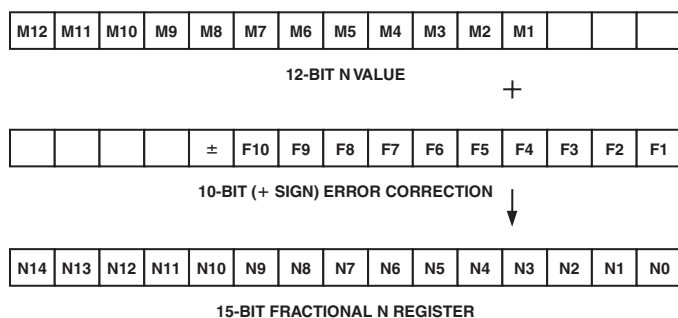 M12 M11 M10 M9 M8 M7 M6 M5 M4 M3 M2 M1
12-BIT N VALUE
+
± F10 F9 F8 F7 F6 F5 F4 F3 F2 F1
10-BIT (+ SIGN) ERROR CORRECTION
N14 N13 N12 N11 N10 N9 N8 N7 N6 N5 N4 N3 N2 N1 N0
15-BIT FRACTIONAL N REGISTER